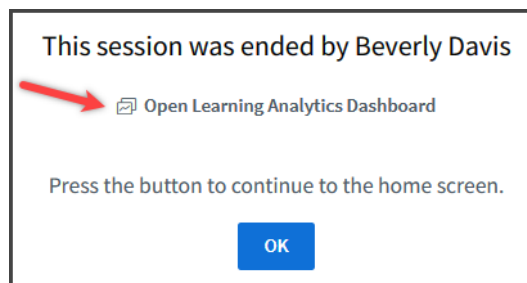 This session was ended by Beverly Davis
Open Learning Analytics Dashboard
Press the button to continue to the home screen.
OK